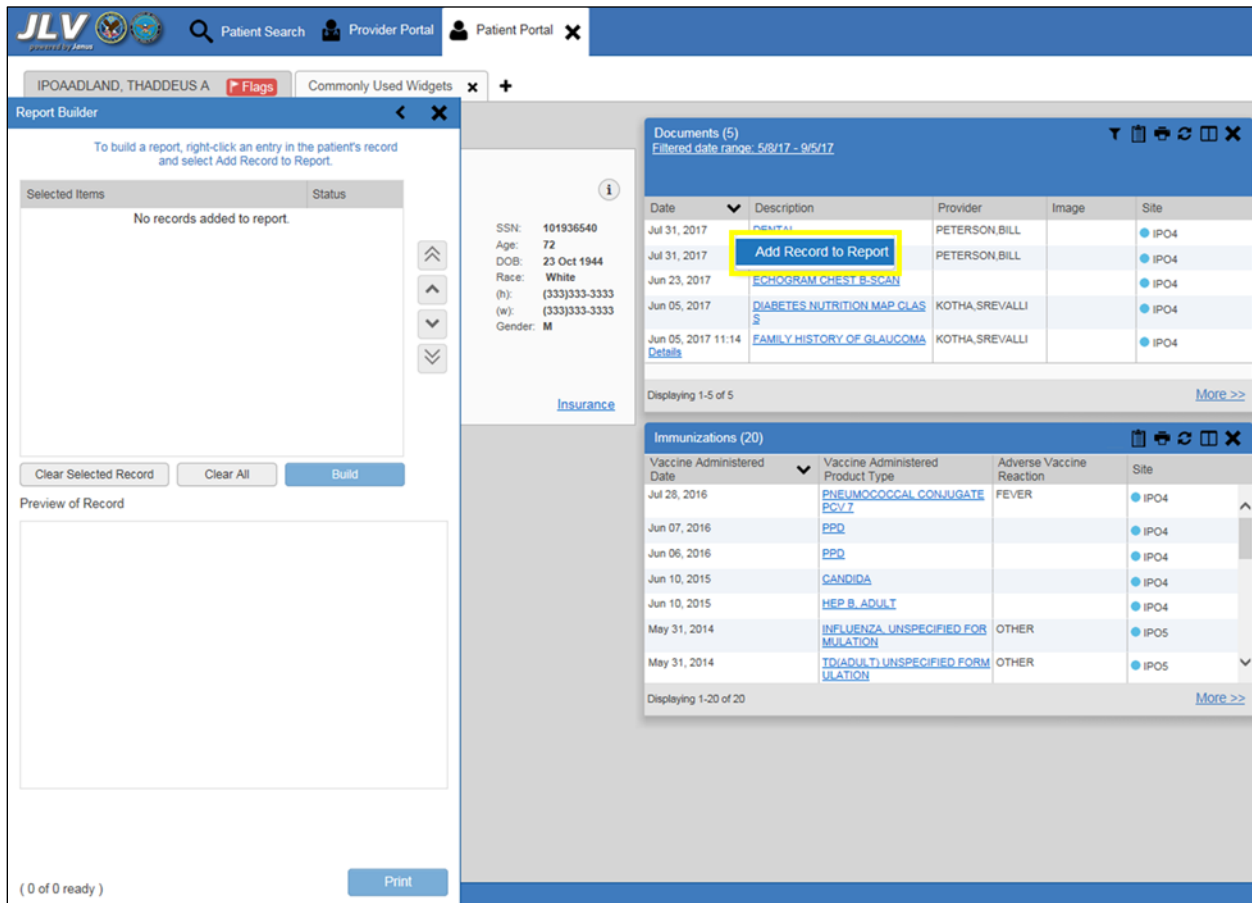 JLV
powered by Janus
Patient Search
Provider Portal
Patient Portal
IPOAADLAND, THADDEUS A
Flags
Commonly Used Widgets
Report Builder
To build a report, right-click an entry in the patient's record
and select Add Record to Report.
Selected Items Status
No records added to report.
Clear Selected Record
Clear All
Build
Preview of Record
( 0 of 0 ready )
Print
SSN: 101936540
Age: 72
DOB: 23 Oct 1944
Race: White
(h): (333)333-3333
(w): (333)333-3333
Gender: M
Insurance
Documents (5)
Filtered date range: 5/8/17 - 9/5/17
Date Description Provider Image Site
Jul 31, 2017 DENTAL PETERSON,BILL IPO4
Jul 31, 2017 PETERSON,BILL IPO4
Add Record to Report
Jun 23, 2017 ECHOGRAM CHEST B-SCAN IPO4
Jun 05, 2017 DIABETES NUTRITION MAP CLAS KOTHA,SREVALLI IPO4
S
Jun 05, 2017 11:14 FAMILY HISTORY OF GLAUCOMA KOTHA,SREVALLI IPO4
Details
Displaying 1-5 of 5 More >>
Immunizations (20)
Vaccine Administered Vaccine Administered Adverse Vaccine Site
Date Product Type Reaction
Jul 28, 2016 PNEUMOCOCCAL CONJUGATE FEVER IPO4
PCV 7
Jun 07, 2016 PPD IPO4
Jun 06, 2016 PPD IPO4
Jun 10, 2015 CANDIDA IPO4
Jun 10, 2015 HEP B, ADULT IPO4
May 31, 2014 INFLUENZA, UNSPECIFIED FOR OTHER IPO5
MULATION
May 31, 2014 TD(ADULT) UNSPECIFIED FORM OTHER IPO5
ULATION
Displaying 1-20 of 20 More >>